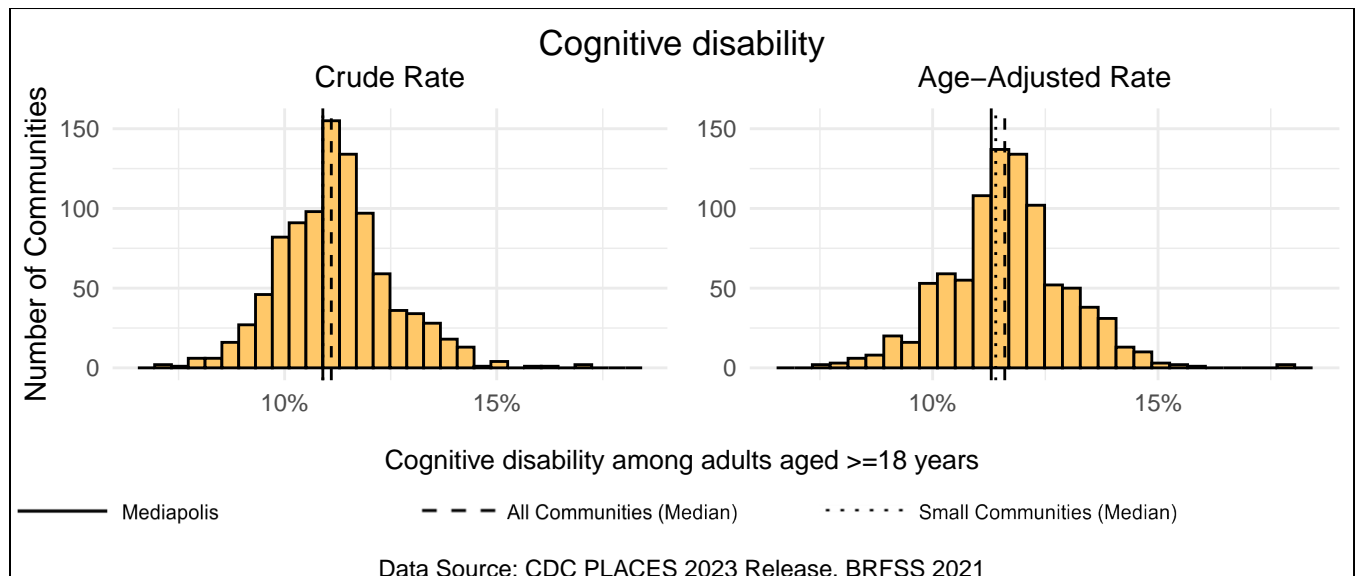 Cognitive disability
Crude Rate
Age−Adjusted Rate
Number of Communities
150
100
50
0
10%
15%
150
100
50
0
10%
15%
Cognitive disability among adults aged >=18 years
Mediapolis
All Communities (Median)
Small Communities (Median)
Data Source: CDC PLACES 2023 Release, BRFSS 2021